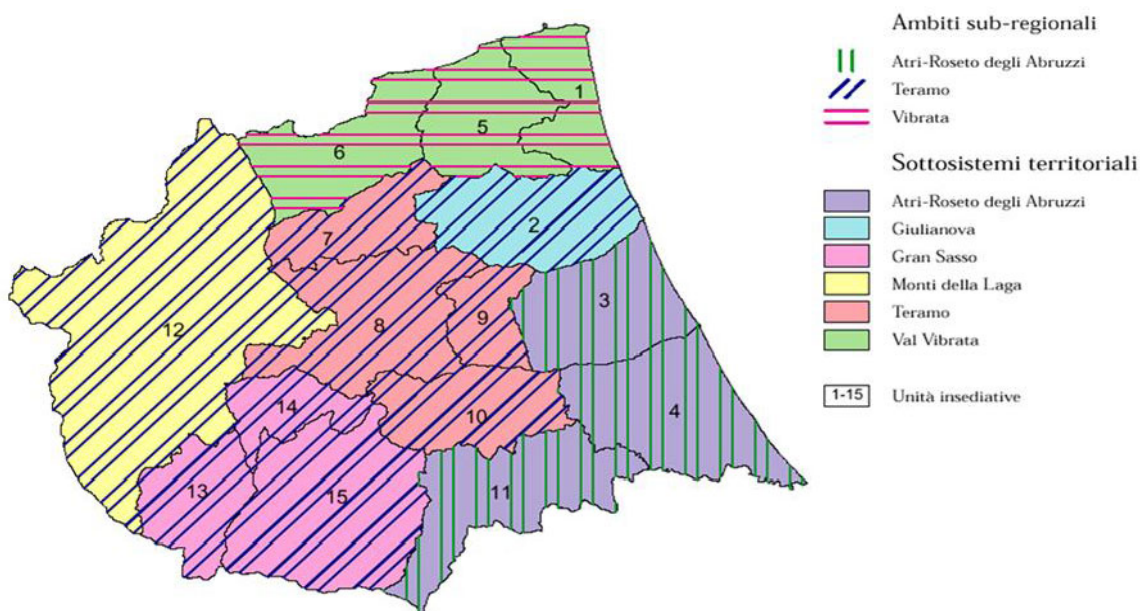 Ambiti sub-regionali
Atri-Roseto degli Abruzzi
Teramo
Vibrata
Sottosistemi territoriali
Atri-Roseto degli Abruzzi
Giulianova
Gran Sasso
Monti della Laga
Teramo
Val Vibrata
1-15 Unità insediative
1
5
6
2
7
3
9
8
12
14
10
4
13
15
11